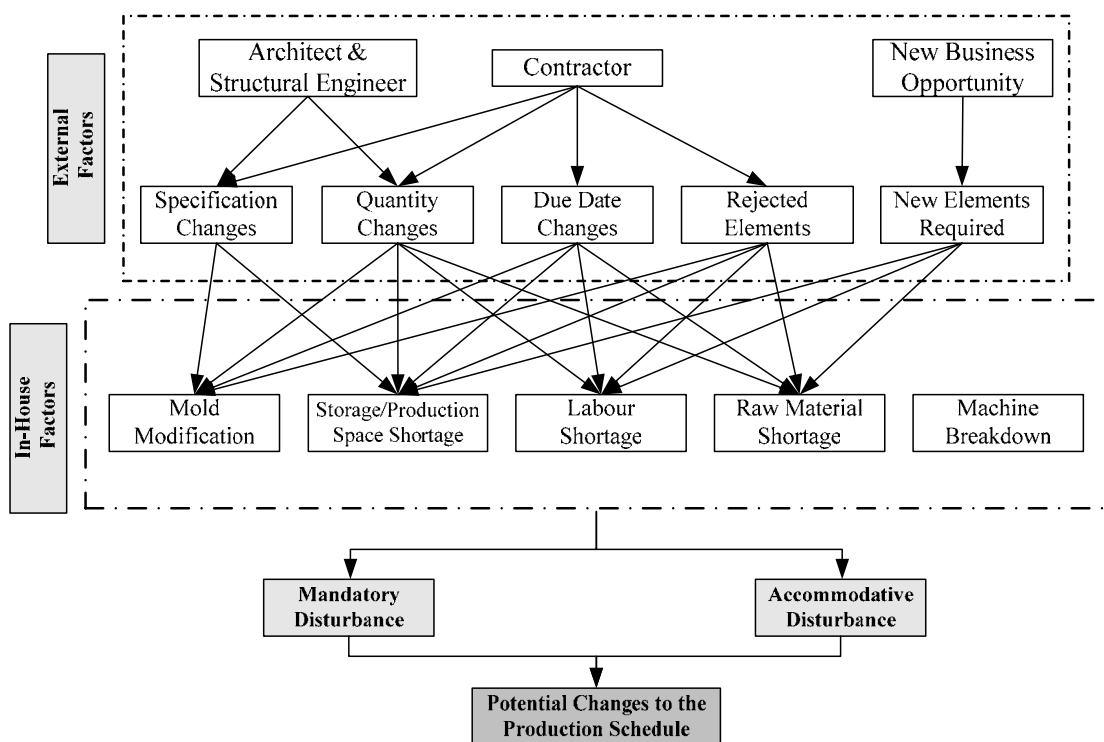 External
Factors
Architect &
Structural Engineer
Contractor
New Business
Opportunity
Specification
Changes
Quantity
Changes
Due Date
Changes
Rejected
Elements
New Elements
Required
In-House
Factors
Mold
Modification
Storage/Production
Space Shortage
Labour
Shortage
Raw Material
Shortage
Machine
Breakdown
Mandatory
Disturbance
Accommodative
Disturbance
Potential Changes to the
Production Schedule